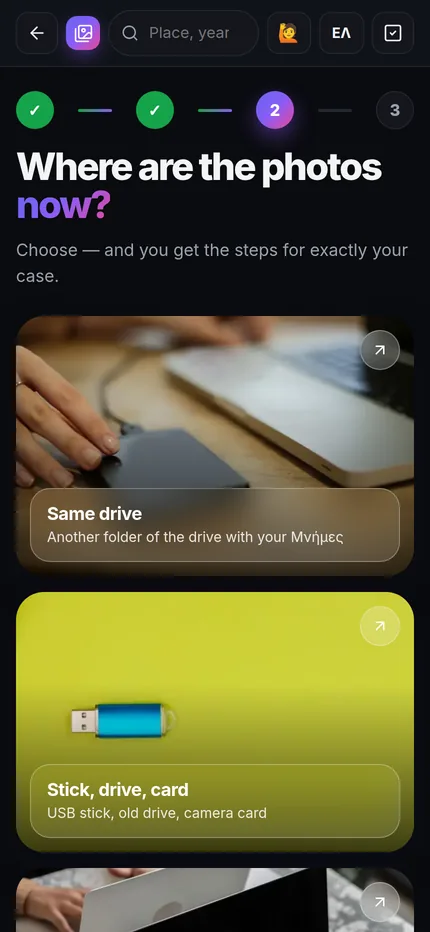 Place, year
ΕΛ
✓ ✓ 2 3
Where are the photos
now?
Choose — and you get the steps for exactly your
case.
Same drive
Another folder of the drive with your Μνήμες
Stick, drive, card
USB stick, old drive, camera card